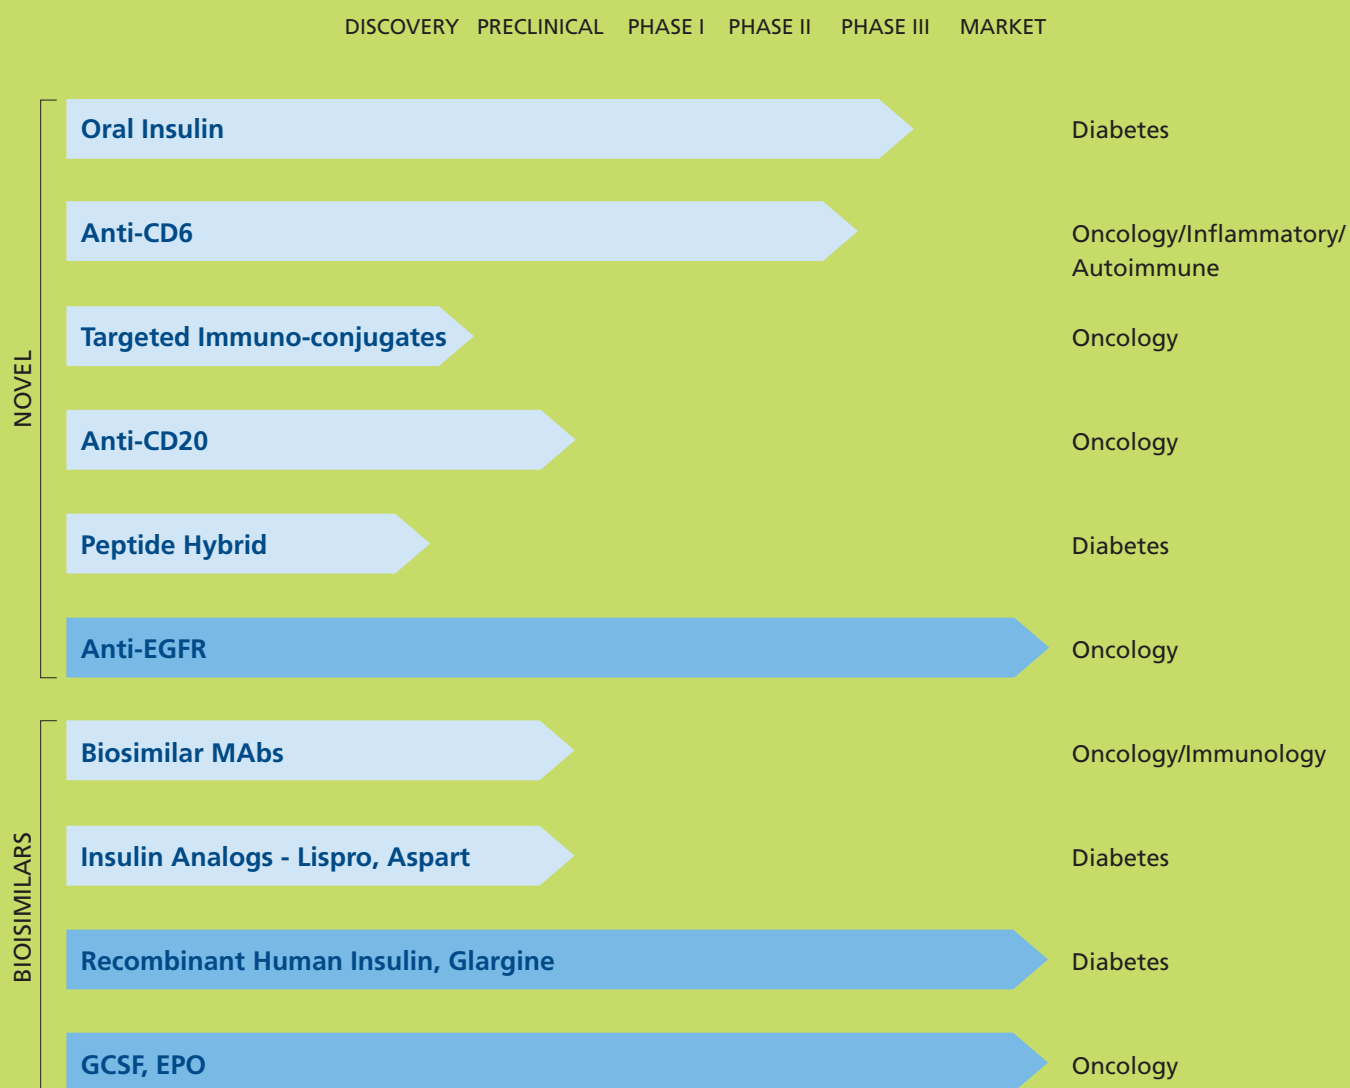 DISCOVERY PRECLINICAL PHASE I PHASE II PHASE III MARKET
NOVEL
Oral Insulin Diabetes
Anti-CD6 Oncology/Inflammatory/
Autoimmune
Targeted Immuno-conjugates Oncology
Anti-CD20 Oncology
Peptide Hybrid Diabetes
Anti-EGFR Oncology
BIOISIMILARS
Biosimilar MAbs Oncology/Immunology
Insulin Analogs - Lispro, Aspart Diabetes
Recombinant Human Insulin, Glargine Diabetes
GCSF, EPO Oncology